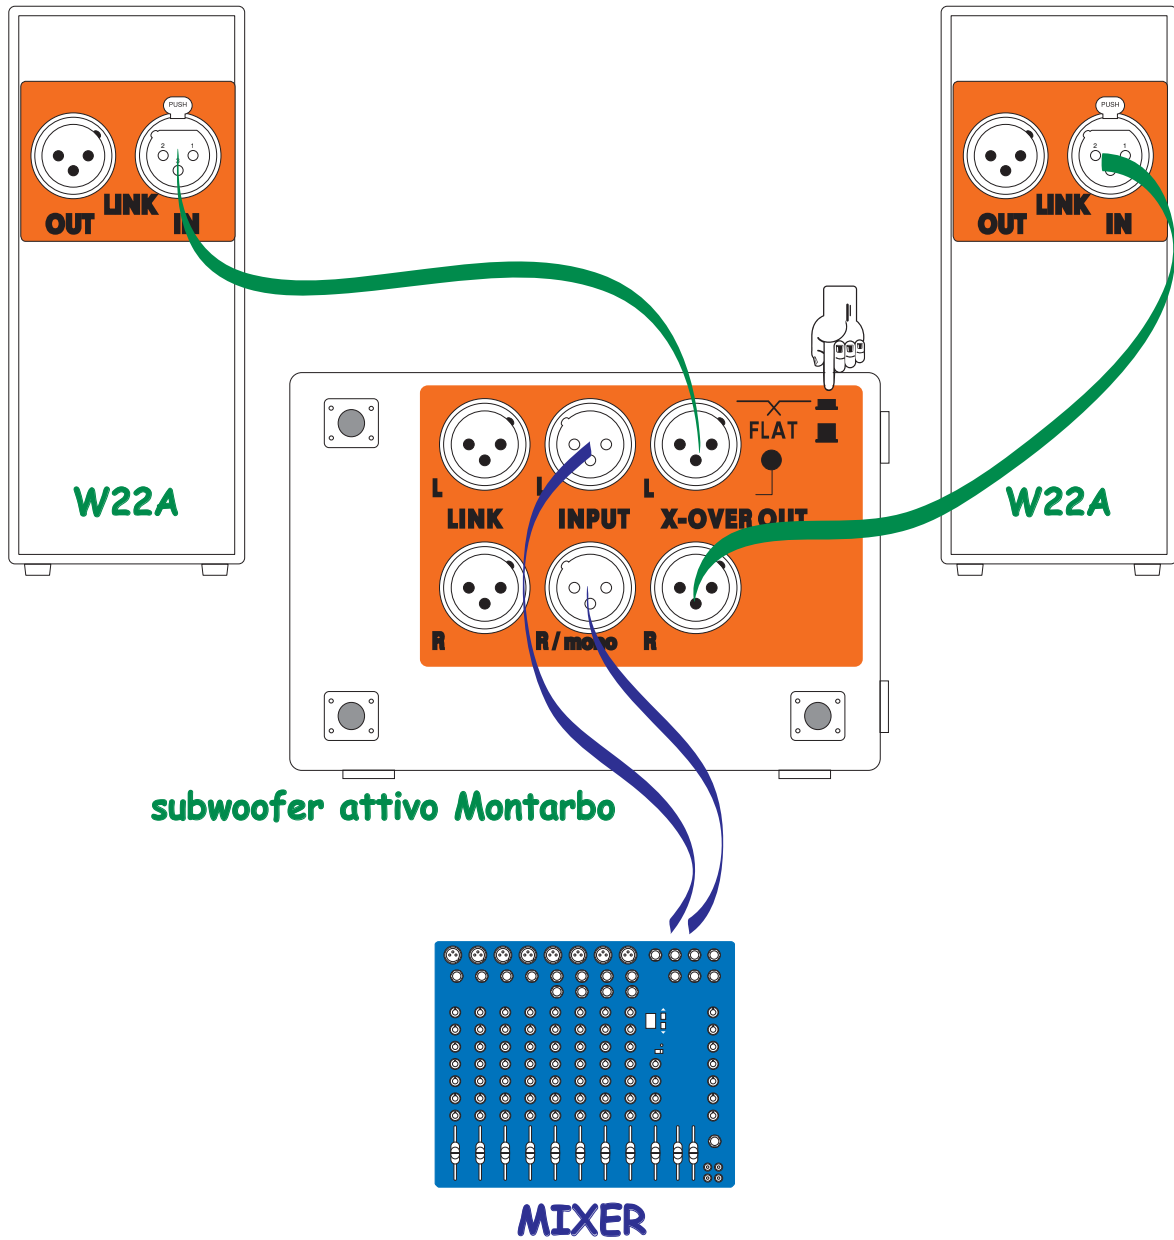 PUSH
2 1
3
LINK
OUT IN
PUSH
2 1
LINK
OUT IN
W22A
W22A
FLAT
L L L
LINK INPUT X-OVER OUT
R R / mono R
subwoofer attivo Montarbo
MIXER